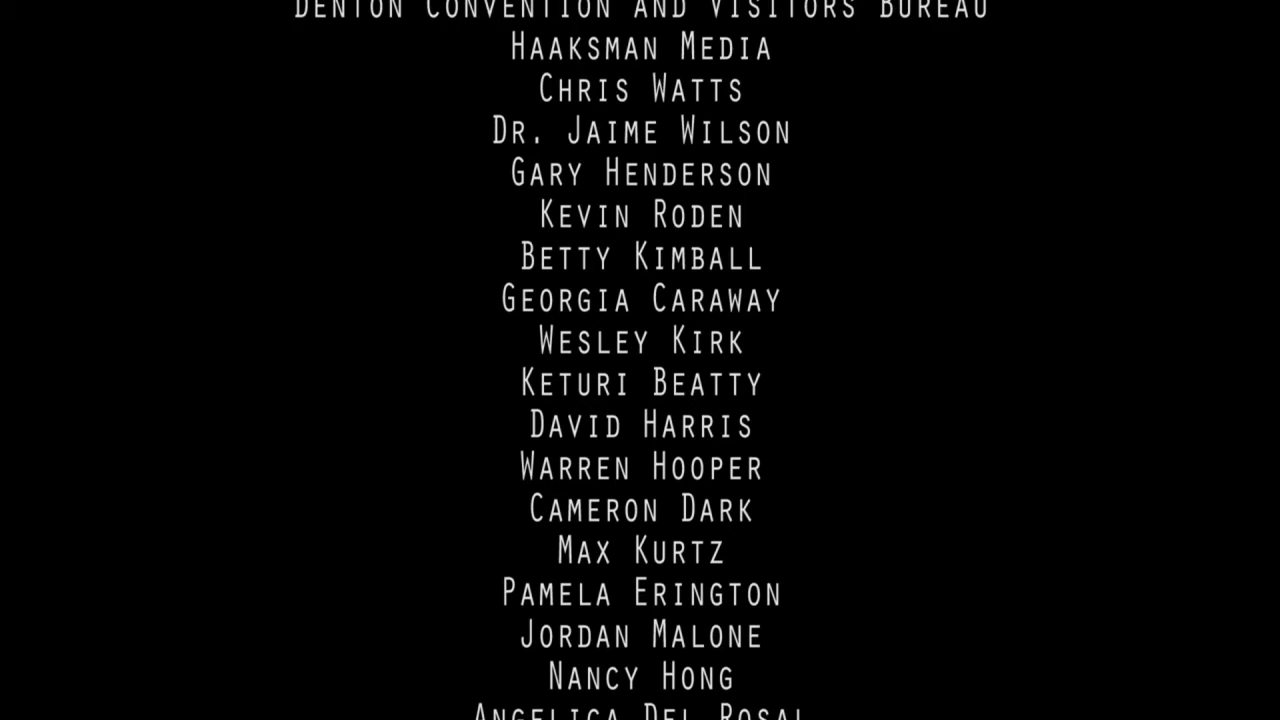 Denton Convention and Visitors Bureau
Haaksman Media
Chris Watts
Dr. Jaime Wilson
Gary Henderson
Kevin Roden
Betty Kimball
Georgia Caraway
Wesley Kirk
Keturi Beatty
David Harris
Warren Hooper
Cameron Dark
Max Kurtz
Pamela Erington
Jordan Malone
Nancy Hong
Angelica Del Rosal